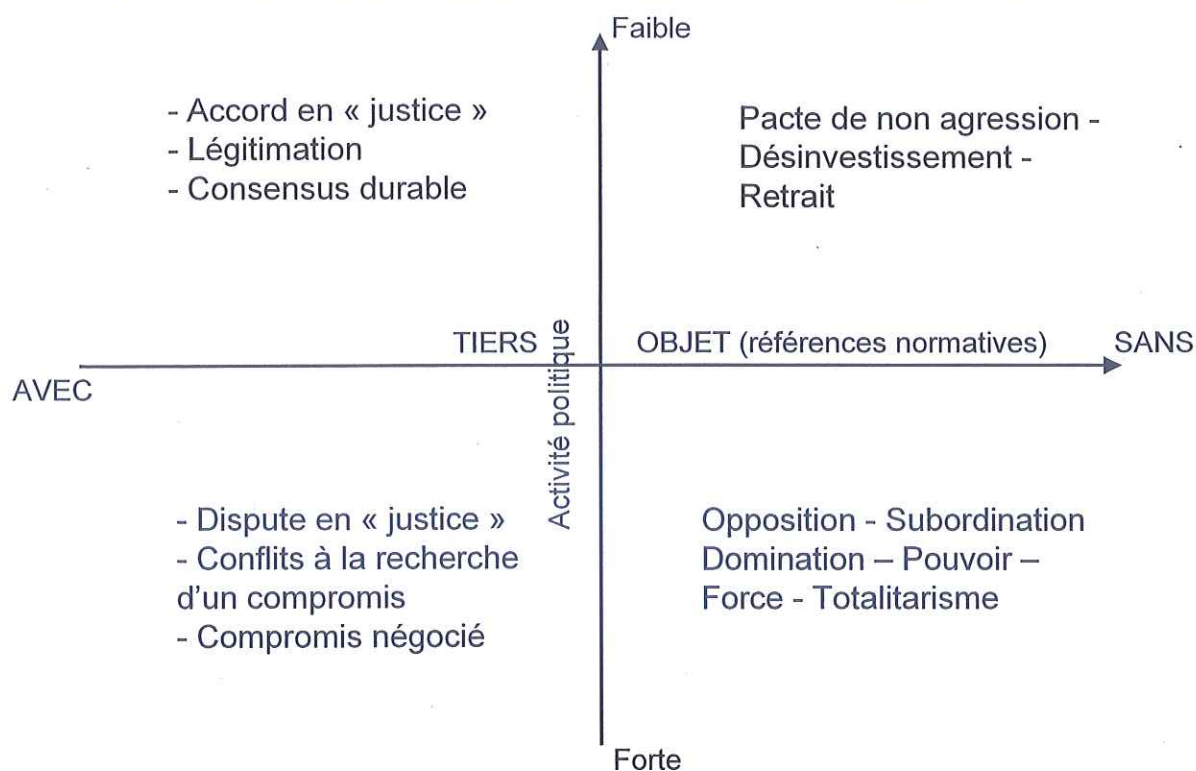 Faible
- Accord en « justice »
- Légitimation
- Consensus durable
Pacte de non agression -
Désinvestissement -
Retrait
TIERS
OBJET (références normatives)
SANS
AVEC
Activité politique
- Dispute en « justice »
- Conflits à la recherche
d'un compromis
- Compromis négocié
Opposition - Subordination
Domination – Pouvoir –
Force - Totalitarisme
Forte